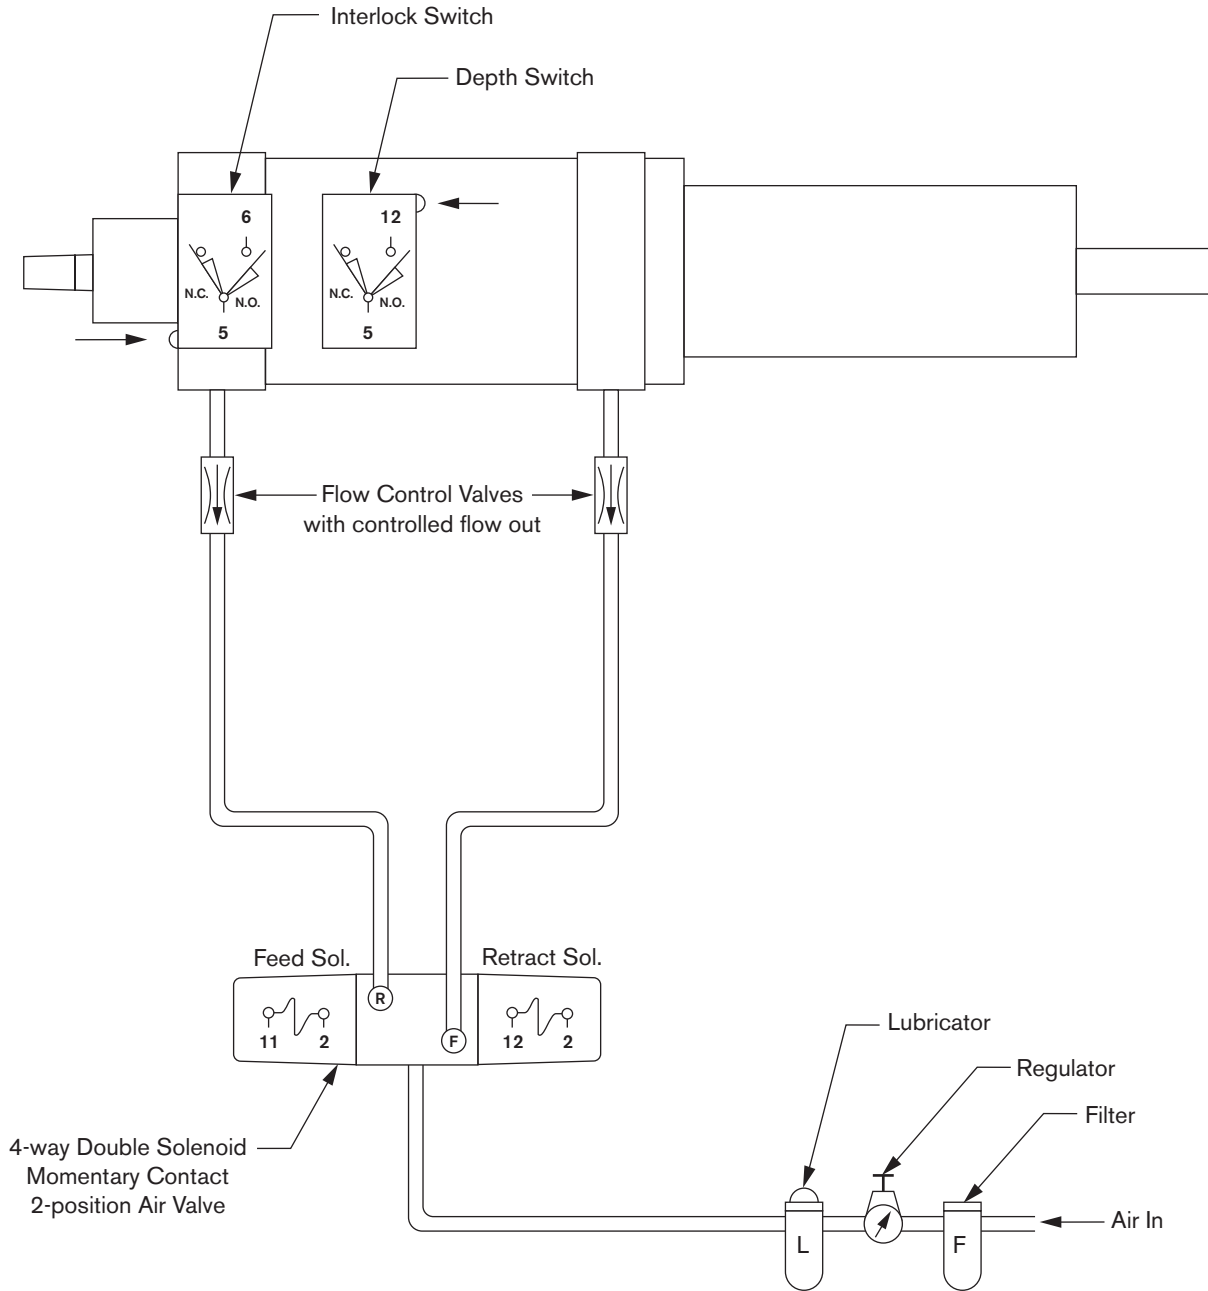 Interlock Switch
Depth Switch
6
N.C.
N.O.
5
12
N.C.
N.O.
5
Flow Control Valves
with controlled flow out
Feed Sol.
Retract Sol.
R
F
11 2
12 2
4-way Double Solenoid
Momentary Contact
2-position Air Valve
Lubricator
Regulator
Filter
Air In
L
F